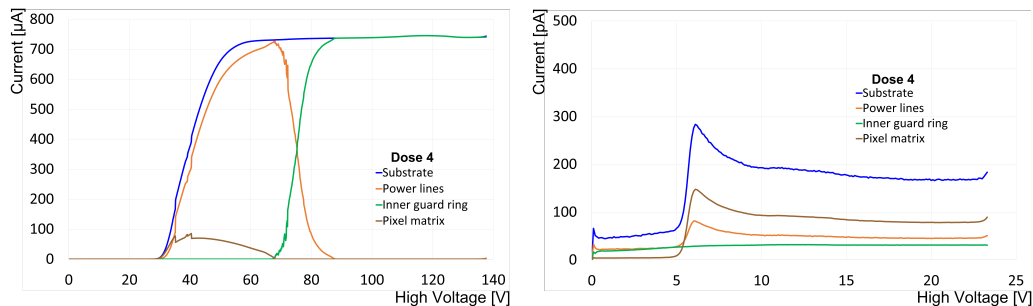 Current [µA]
800
700
600
500
400
300
200
100
0
0 20 40 60 80 100 120 140
High Voltage [V]
Dose 4
Substrate
Power lines
Inner guard ring
Pixel matrix
Current [pA]
500
400
300
200
100
0
0 5 10 15 20 25
High Voltage [V]
Dose 4
Substrate
Power lines
Inner guard ring
Pixel matrix